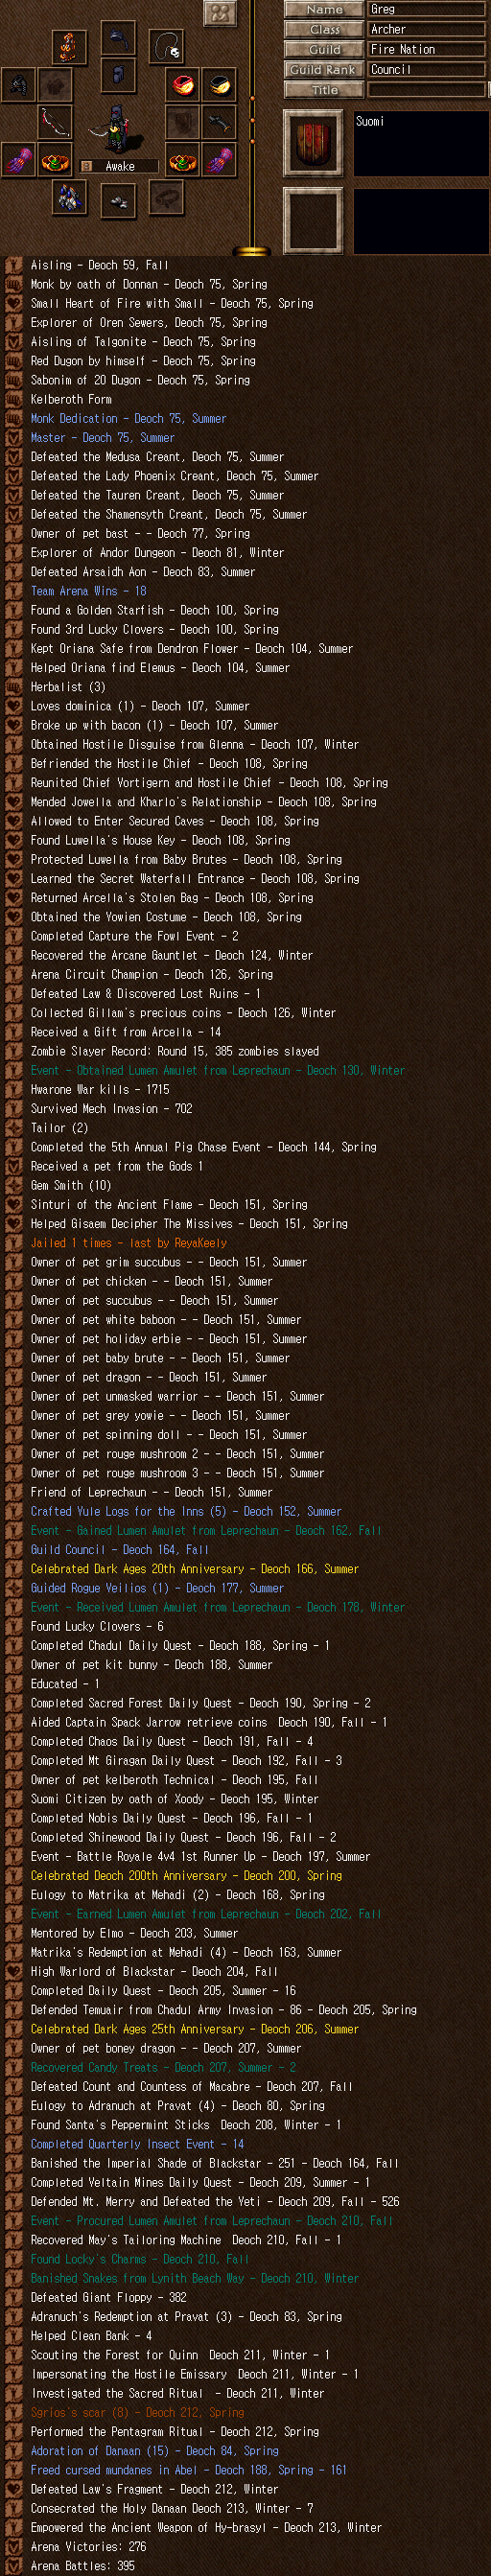 Name Greg
Class Archer
Guild Fire Nation
Guild Rank Council
Title
Suomi
B Awake
Aisling - Deoch 59, Fall
Monk by oath of Donnan - Deoch 75, Spring
Small Heart of Fire with Small - Deoch 75, Spring
Explorer of Oren Sewers, Deoch 75, Spring
Aisling of Talgonite - Deoch 75, Spring
Red Dugon by himself - Deoch 75, Spring
Sabonim of 20 Dugon - Deoch 75, Spring
Kelberoth Form
Monk Dedication - Deoch 75, Summer
Master - Deoch 75, Summer
Defeated the Medusa Creant, Deoch 75, Summer
Defeated the Lady Phoenix Creant, Deoch 75, Summer
Defeated the Tauren Creant, Deoch 75, Summer
Defeated the Shamensyth Creant, Deoch 75, Summer
Owner of pet bast - - Deoch 77, Spring
Explorer of Andor Dungeon - Deoch 81, Winter
Defeated Arsaidh Aon - Deoch 83, Summer
Team Arena Wins - 18
Found a Golden Starfish - Deoch 100, Spring
Found 3rd Lucky Clovers - Deoch 100, Spring
Kept Oriana Safe from Dendron Flower - Deoch 104, Summer
Helped Oriana find Elemus - Deoch 104, Summer
Herbalist (3)
Loves dominica (1) - Deoch 107, Summer
Broke up with bacon (1) - Deoch 107, Summer
Obtained Hostile Disguise from Glenna - Deoch 107, Winter
Befriended the Hostile Chief - Deoch 108, Spring
Reunited Chief Vortigern and Hostile Chief - Deoch 108, Spring
Mended Jowella and Kharlo's Relationship - Deoch 108, Spring
Allowed to Enter Secured Caves - Deoch 108, Spring
Found Luwella's House Key - Deoch 108, Spring
Protected Luwella from Baby Brutes - Deoch 108, Spring
Learned the Secret Waterfall Entrance - Deoch 108, Spring
Returned Arcella's Stolen Bag - Deoch 108, Spring
Obtained the Yowien Costume - Deoch 108, Spring
Completed Capture the Fowl Event - 2
Recovered the Arcane Gauntlet - Deoch 124, Winter
Arena Circuit Champion - Deoch 126, Spring
Defeated Law & Discovered Lost Ruins - 1
Collected Gillam's precious coins - Deoch 126, Winter
Received a Gift from Arcella - 14
Zombie Slayer Record: Round 15, 385 zombies slayed
Event - Obtained Lumen Amulet from Leprechaun - Deoch 130, Winter
Hwarone War kills - 1715
Survived Mech Invasion - 702
Tailor (2)
Completed the 5th Annual Pig Chase Event - Deoch 144, Spring
Received a pet from the Gods 1
Gem Smith (10)
Sinturi of the Ancient Flame - Deoch 151, Spring
Helped Gisaem Decipher The Missives - Deoch 151, Spring
Jailed 1 times - last by ReyaKeely
Owner of pet grim succubus - - Deoch 151, Summer
Owner of pet chicken - - Deoch 151, Summer
Owner of pet succubus - - Deoch 151, Summer
Owner of pet white baboon - - Deoch 151, Summer
Owner of pet holiday erbie - - Deoch 151, Summer
Owner of pet baby brute - - Deoch 151, Summer
Owner of pet dragon - - Deoch 151, Summer
Owner of pet unmasked warrior - - Deoch 151, Summer
Owner of pet grey yowie - - Deoch 151, Summer
Owner of pet spinning doll - - Deoch 151, Summer
Owner of pet rouge mushroom 2 - - Deoch 151, Summer
Owner of pet rouge mushroom 3 - - Deoch 151, Summer
Friend of Leprechaun - - Deoch 151, Summer
Crafted Yule Logs for the Inns (5) - Deoch 152, Summer
Event - Gained Lumen Amulet from Leprechaun - Deoch 162, Fall
Guild Council - Deoch 164, Fall
Celebrated Dark Ages 20th Anniversary - Deoch 166, Summer
Guided Rogue Veilios (1) - Deoch 177, Summer
Event - Received Lumen Amulet from Leprechaun - Deoch 178, Winter
Found Lucky Clovers - 6
Completed Chadul Daily Quest - Deoch 188, Spring - 1
Owner of pet kit bunny - Deoch 188, Summer
Educated - 1
Completed Sacred Forest Daily Quest - Deoch 190, Spring - 2
Aided Captain Spack Jarrow retrieve coins  Deoch 190, Fall - 1
Completed Chaos Daily Quest - Deoch 191, Fall - 4
Completed Mt Giragan Daily Quest - Deoch 192, Fall - 3
Owner of pet kelberoth Technical - Deoch 195, Fall
Suomi Citizen by oath of Xoody - Deoch 195, Winter
Completed Nobis Daily Quest - Deoch 196, Fall - 1
Completed Shinewood Daily Quest - Deoch 196, Fall - 2
Event - Battle Royale 4v4 1st Runner Up - Deoch 197, Summer
Celebrated Deoch 200th Anniversary - Deoch 200, Spring
Eulogy to Matrika at Mehadi (2) - Deoch 168, Spring
Event - Earned Lumen Amulet from Leprechaun - Deoch 202, Fall
Mentored by Elmo - Deoch 203, Summer
Matrika's Redemption at Mehadi (4) - Deoch 163, Summer
High Warlord of Blackstar - Deoch 204, Fall
Completed Daily Quest - Deoch 205, Summer - 16
Defended Temuair from Chadul Army Invasion - 86 - Deoch 205, Spring
Celebrated Dark Ages 25th Anniversary - Deoch 206, Summer
Owner of pet boney dragon - - Deoch 207, Summer
Recovered Candy Treats - Deoch 207, Summer - 2
Defeated Count and Countess of Macabre - Deoch 207, Fall
Eulogy to Adranuch at Pravat (4) - Deoch 80, Spring
Found Santa's Peppermint Sticks  Deoch 208, Winter - 1
Completed Quarterly Insect Event - 14
Banished the Imperial Shade of Blackstar - 251 - Deoch 164, Fall
Completed Veltain Mines Daily Quest - Deoch 209, Summer - 1
Defended Mt. Merry and Defeated the Yeti - Deoch 209, Fall - 526
Event - Procured Lumen Amulet from Leprechaun - Deoch 210, Fall
Recovered May's Tailoring Machine  Deoch 210, Fall - 1
Found Locky's Charms - Deoch 210, Fall
Banished Snakes from Lynith Beach Way - Deoch 210, Winter
Defeated Giant Floppy - 382
Adranuch's Redemption at Pravat (3) - Deoch 83, Spring
Helped Clean Bank - 4
Scouting the Forest for Quinn  Deoch 211, Winter - 1
Impersonating the Hostile Emissary  Deoch 211, Winter - 1
Investigated the Sacred Ritual  - Deoch 211, Winter
Sgrios's scar (8) - Deoch 212, Spring
Performed the Pentagram Ritual - Deoch 212, Spring
Adoration of Danaan (15) - Deoch 84, Spring
Freed cursed mundanes in Abel - Deoch 188, Spring - 161
Defeated Law's Fragment - Deoch 212, Winter
Consecrated the Holy Danaan Deoch 213, Winter - 7
Empowered the Ancient Weapon of Hy-brasyl - Deoch 213, Winter
Arena Victories: 276
Arena Battles: 395